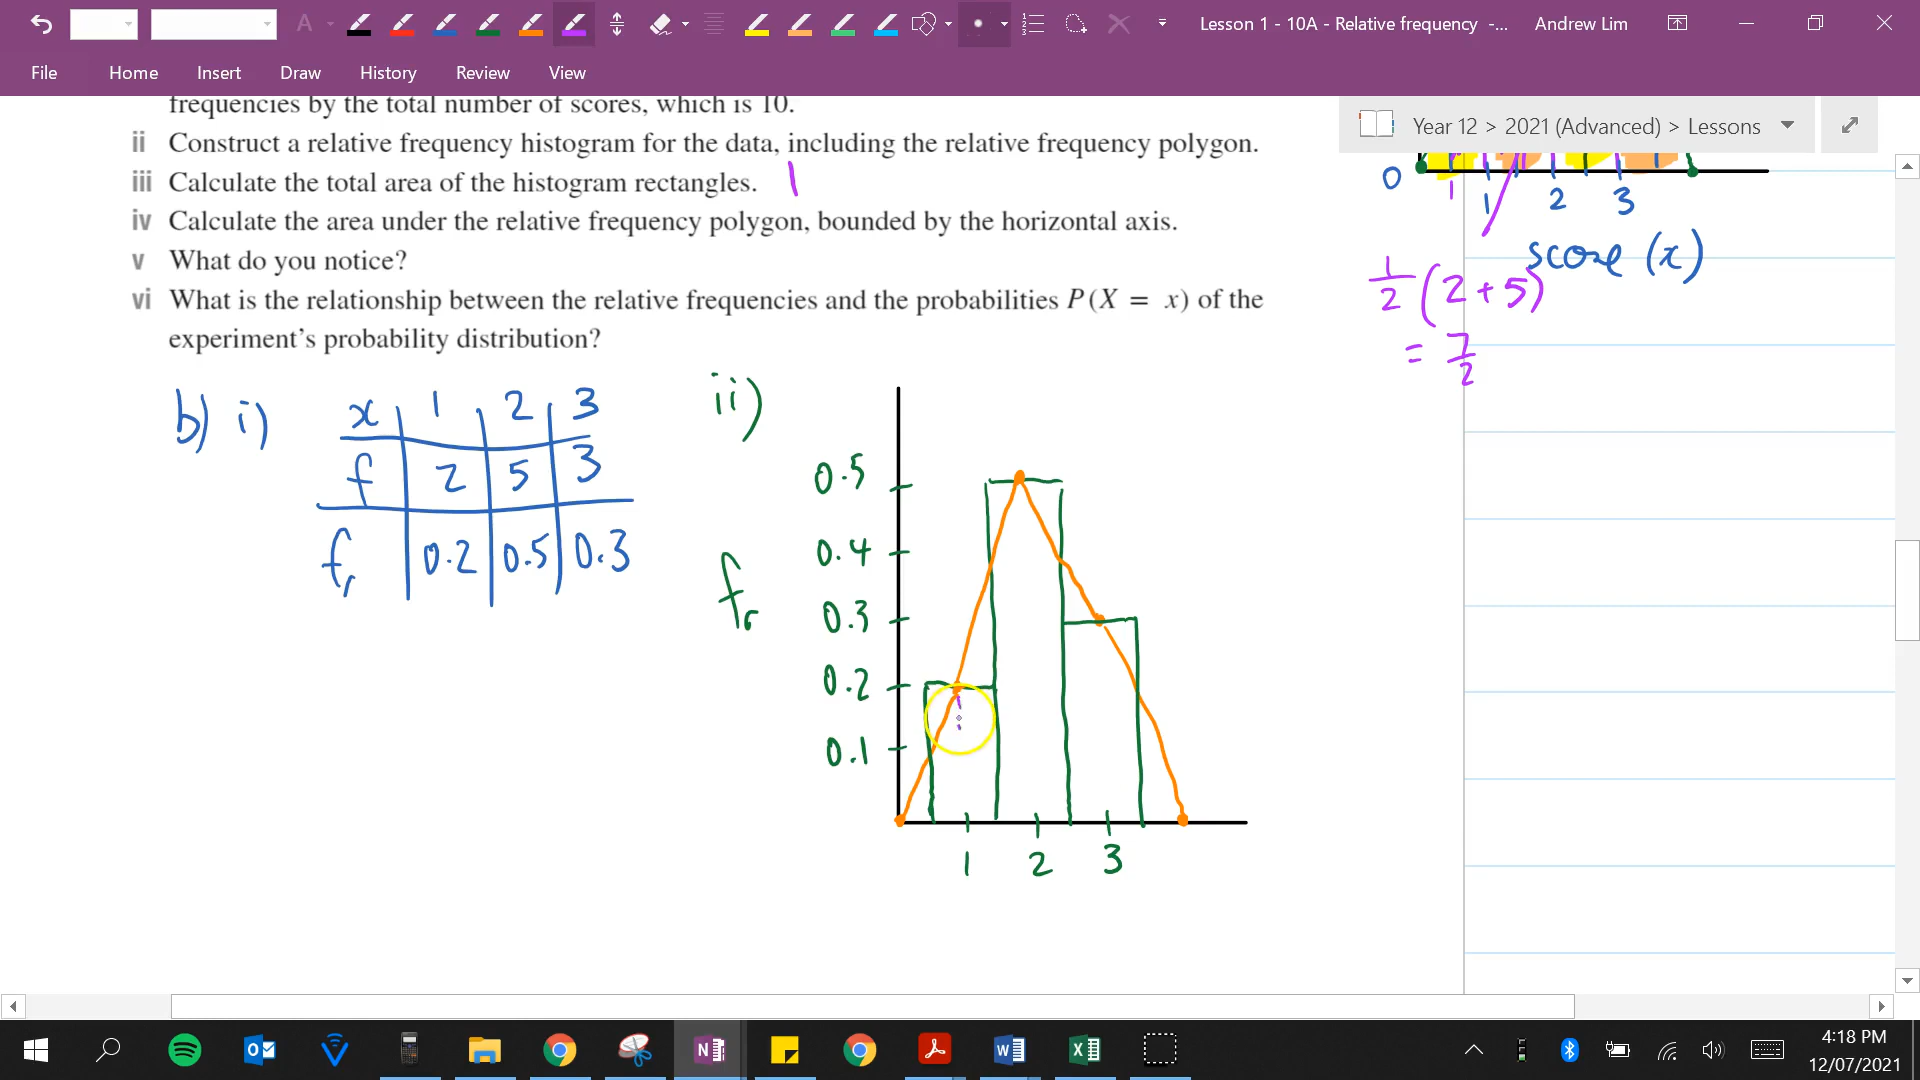 Lesson 1 - 10A - Relative frequency -...
Andrew Lim
File Home Insert Draw History Review View
Year 12 > 2021 (Advanced) > Lessons
frequencies by the total number of scores, which is 10.
ii Construct a relative frequency histogram for the data, including the relative frequency polygon.
iii Calculate the total area of the histogram rectangles. 1
iv Calculate the area under the relative frequency polygon, bounded by the horizontal axis.
v What do you notice?
vi What is the relationship between the relative frequencies and the probabilities P(X = x) of the
experiment's probability distribution?
0 1 1 2 3
score (x)
1/2 (2 + 5)
= 7/2
b) i)
x 1 2 3
f 2 5 3
fr 0.2 0.5 0.3
ii)
fr
0.5
0.4
0.3
0.2
0.1
1 2 3
4:18 PM
12/07/2021